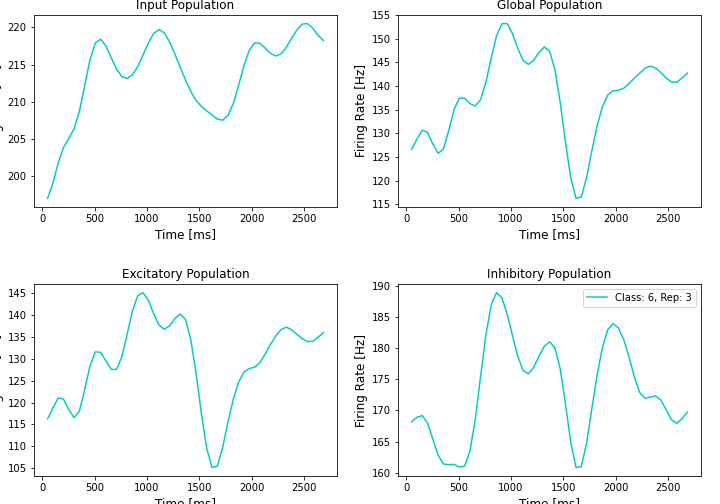 Input Population
220
215
210
205
200
0 500 1000 1500 2000 2500
Time [ms]
Global Population
Firing Rate [Hz]
155
150
145
140
135
130
125
120
115
0 500 1000 1500 2000 2500
Time [ms]
Excitatory Population
145
140
135
130
125
120
115
110
105
0 500 1000 1500 2000 2500
Time [ms]
Inhibitory Population
Class: 6, Rep: 3
Firing Rate [Hz]
190
185
180
175
170
165
160
0 500 1000 1500 2000 2500
Time [ms]